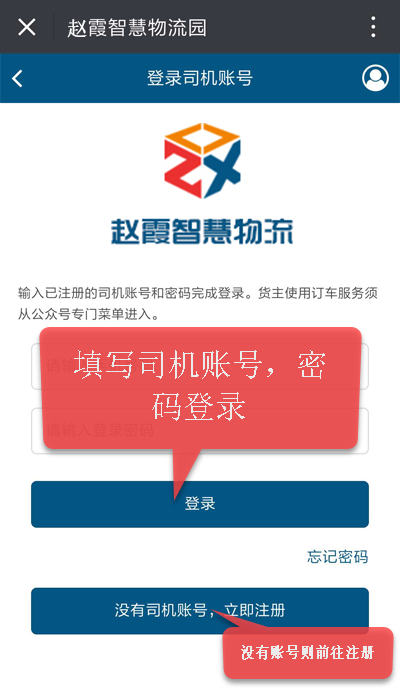 赵霞智慧物流园
登录司机账号
赵霞智慧物流
输入已注册的司机账号和密码完成登录。货主使用订车服务须
从公众号专门菜单进入。
填写司机账号，密
码登录
请输入登录密码
登录
忘记密码
没有司机账号，立即注册
没有账号则前往注册